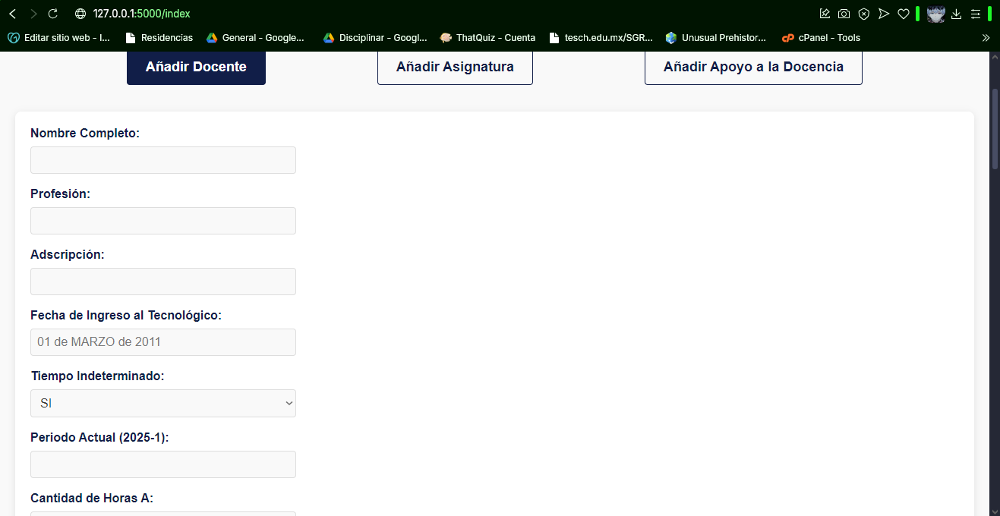 127.0.0.1:5000/index
Editar sitio web - I... Residencias General - Google... Disciplinar - Googl... ThatQuiz - Cuenta tesch.edu.mx/SGR... Unusual Prehistor... cPanel - Tools
Añadir Docente Añadir Asignatura Añadir Apoyo a la Docencia
Nombre Completo:
Profesión:
Adscripción:
Fecha de Ingreso al Tecnológico:
01 de MARZO de 2011
Tiempo Indeterminado:
SI
Periodo Actual (2025-1):
Cantidad de Horas A: